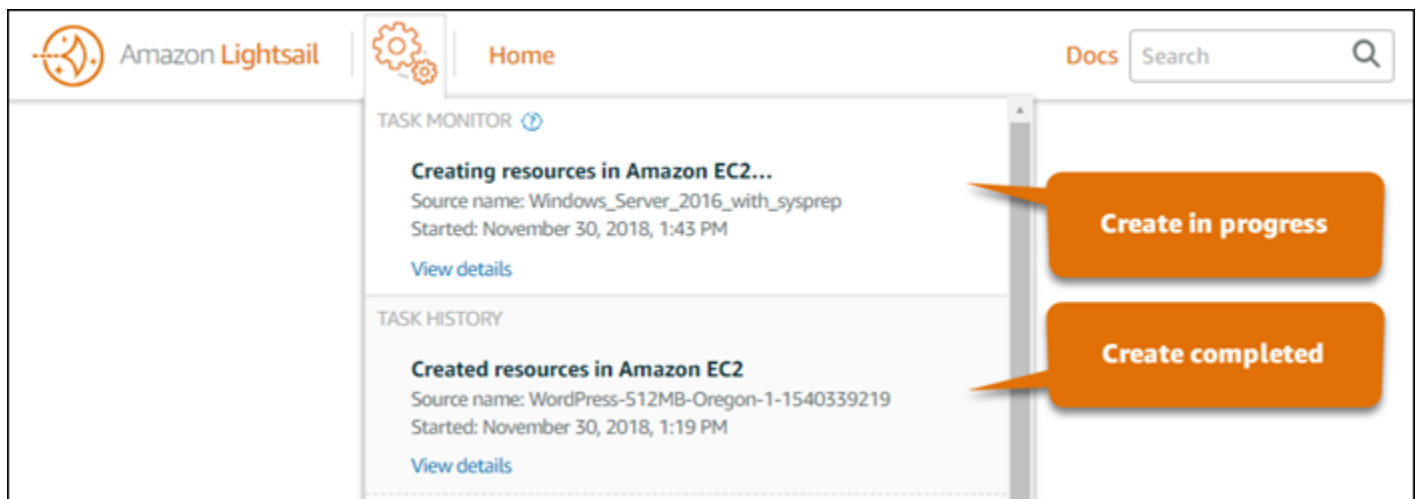 Amazon Lightsail
Home
Docs
Search
TASK MONITOR ?
Creating resources in Amazon EC2...
Source name: Windows_Server_2016_with_sysprep
Started: November 30, 2018, 1:43 PM
View details
Create in progress
TASK HISTORY
Created resources in Amazon EC2
Source name: WordPress-512MB-Oregon-1-1540339219
Started: November 30, 2018, 1:19 PM
View details
Create completed